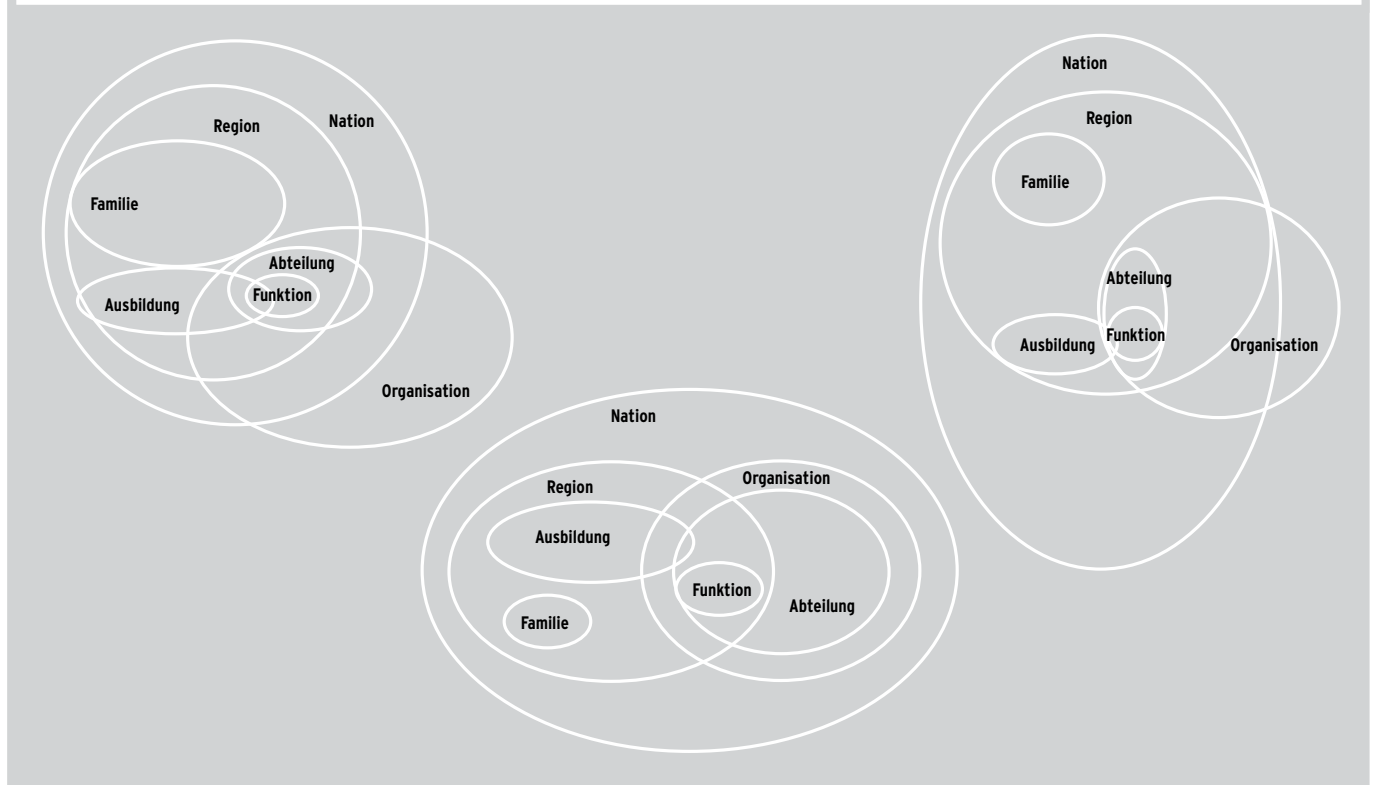 Nation
Region
Familie
Abteilung
Funktion
Ausbildung
Organisation
Nation
Region
Familie
Abteilung
Funktion
Ausbildung
Organisation
Nation
Organisation
Region
Ausbildung
Funktion
Abteilung
Familie